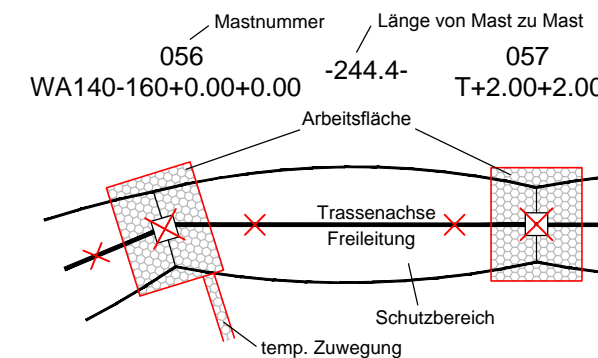 Mastnummer
Länge von Mast zu Mast
056
-244.4-
057
WA140-160+0.00+0.00
T+2.00+2.00
Arbeitsfläche
Trassenachse
Freileitung
Schutzbereich
temp. Zuwegung